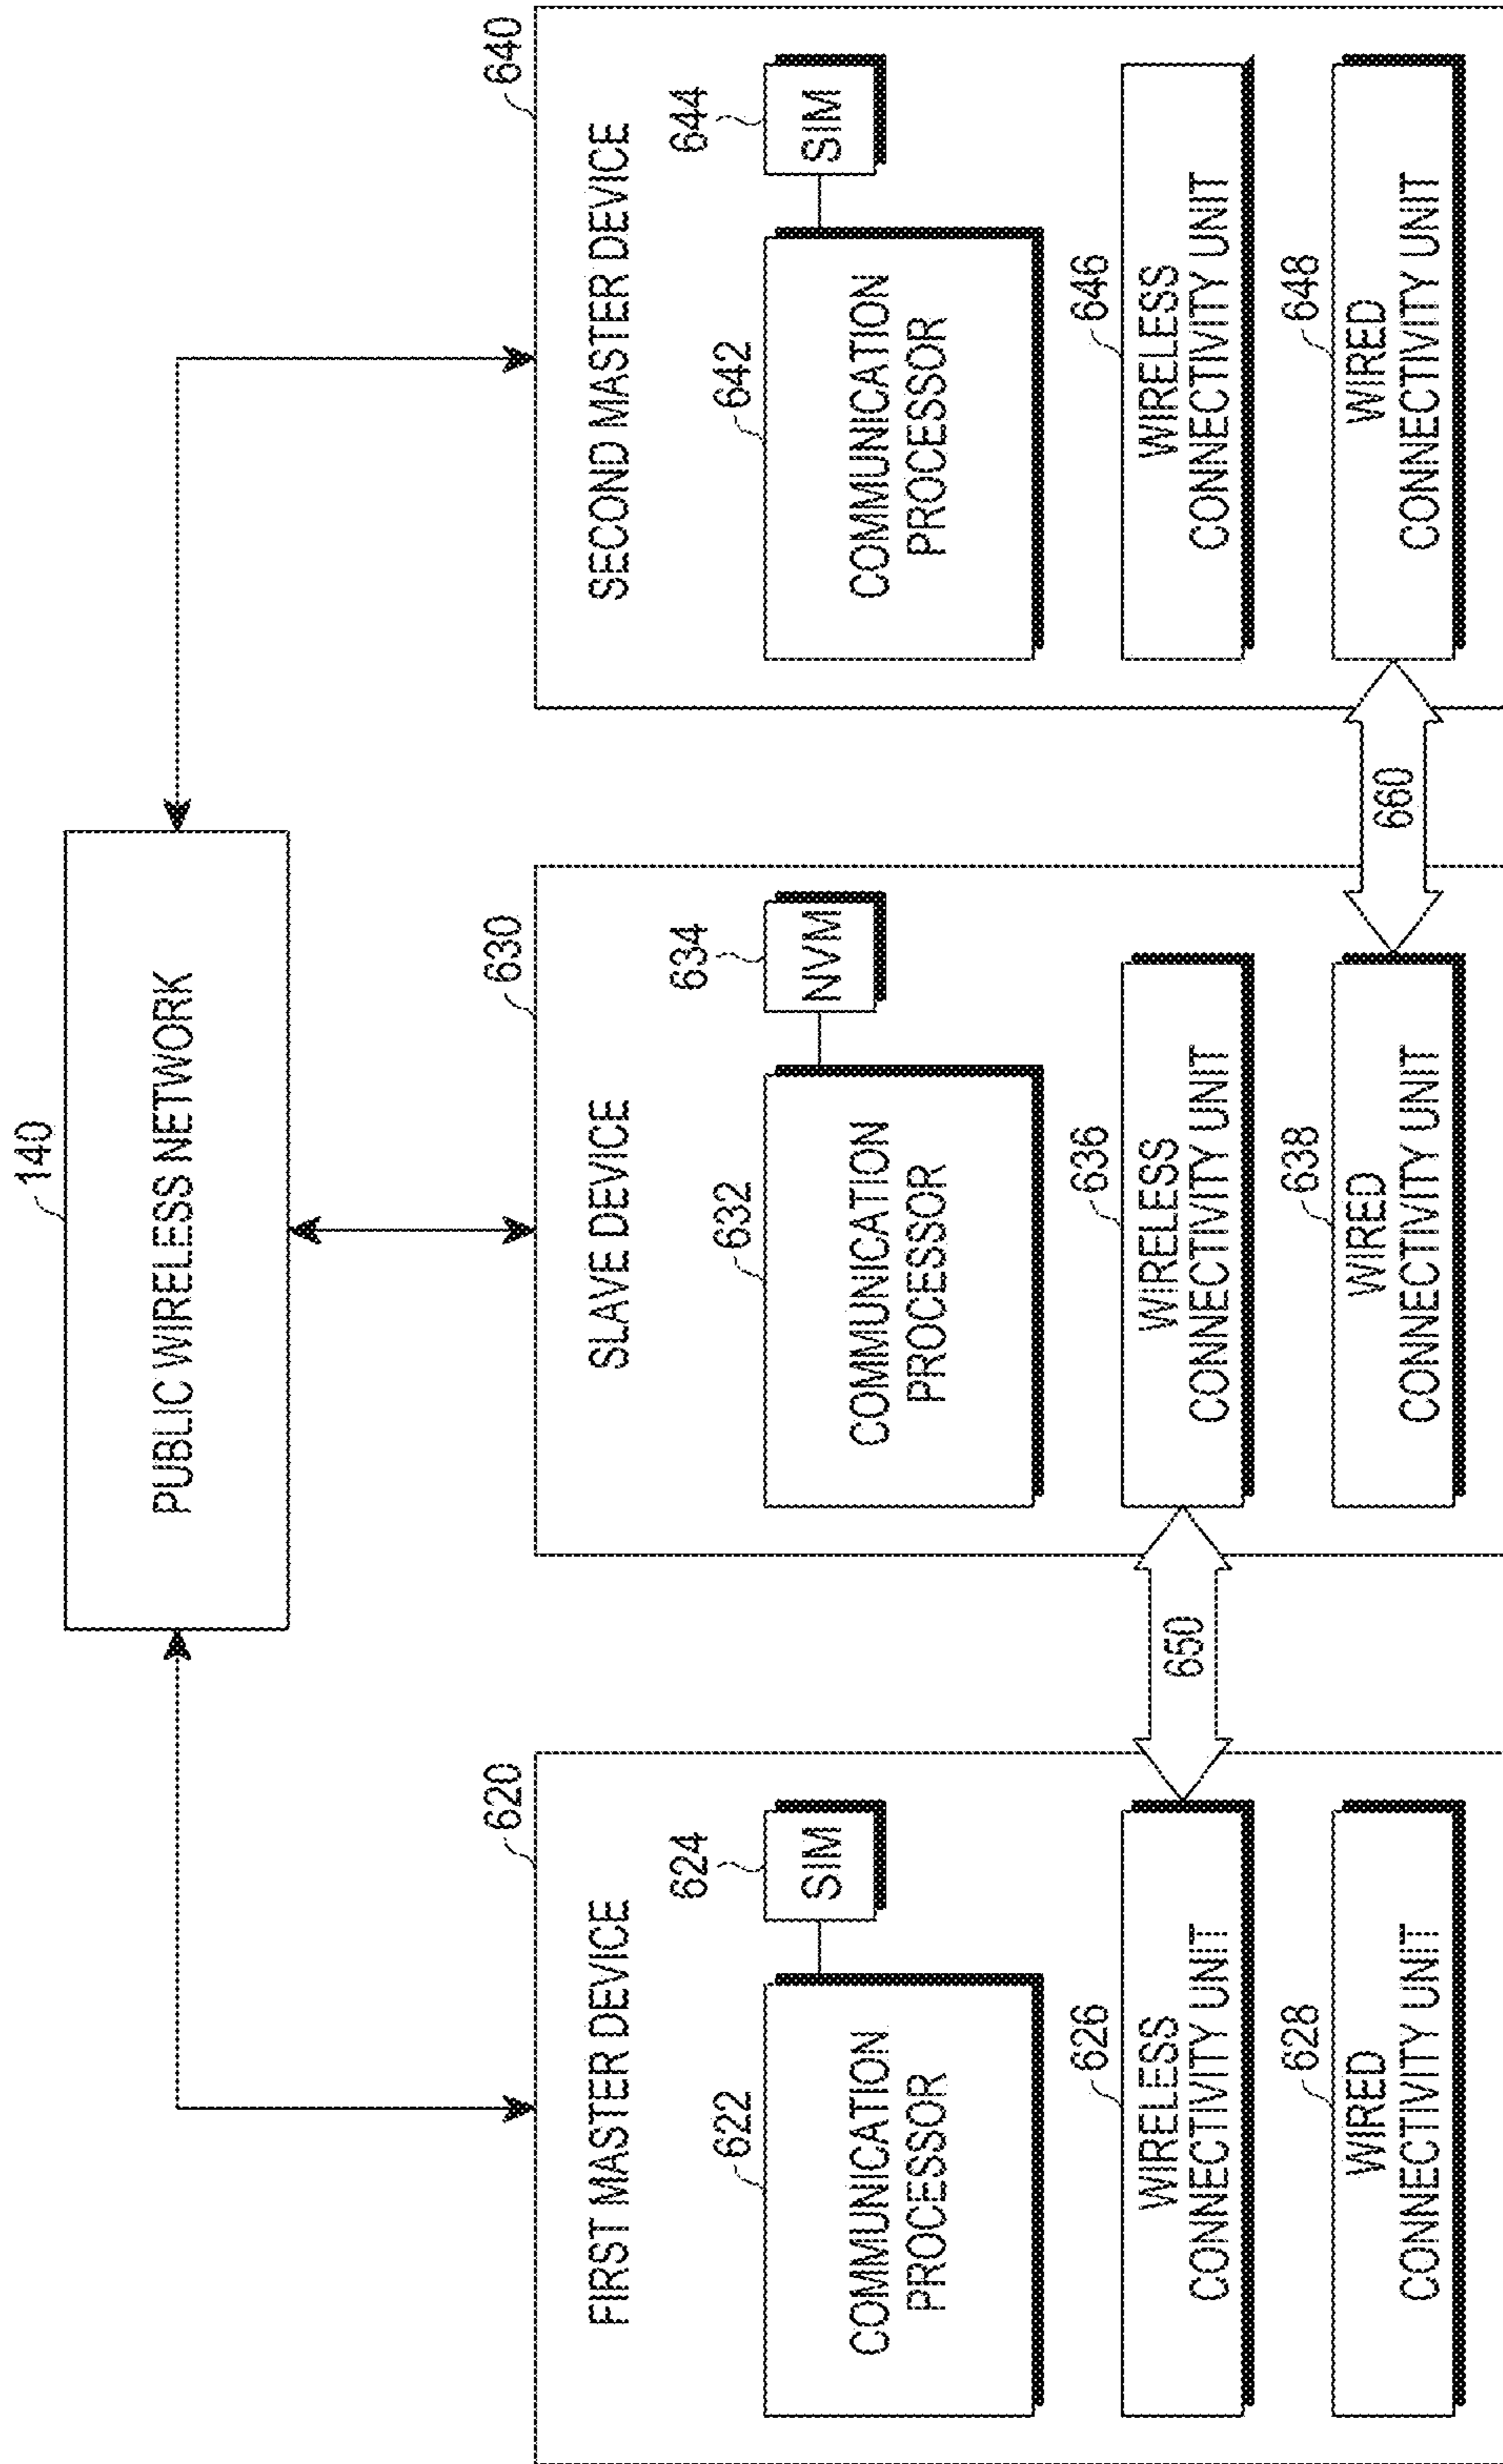 140
PUBLIC WIRELESS NETWORK
620
FIRST MASTER DEVICE
622
COMMUNICATION
PROCESSOR
624
SIM
626
WIRELESS
CONNECTIVITY UNIT
628
WIRED
CONNECTIVITY UNIT
650
630
SLAVE DEVICE
632
COMMUNICATION
PROCESSOR
634
NVM
636
WIRELESS
CONNECTIVITY UNIT
638
WIRED
CONNECTIVITY UNIT
660
640
SECOND MASTER DEVICE
642
COMMUNICATION
PROCESSOR
644
SIM
646
WIRELESS
CONNECTIVITY UNIT
648
WIRED
CONNECTIVITY UNIT